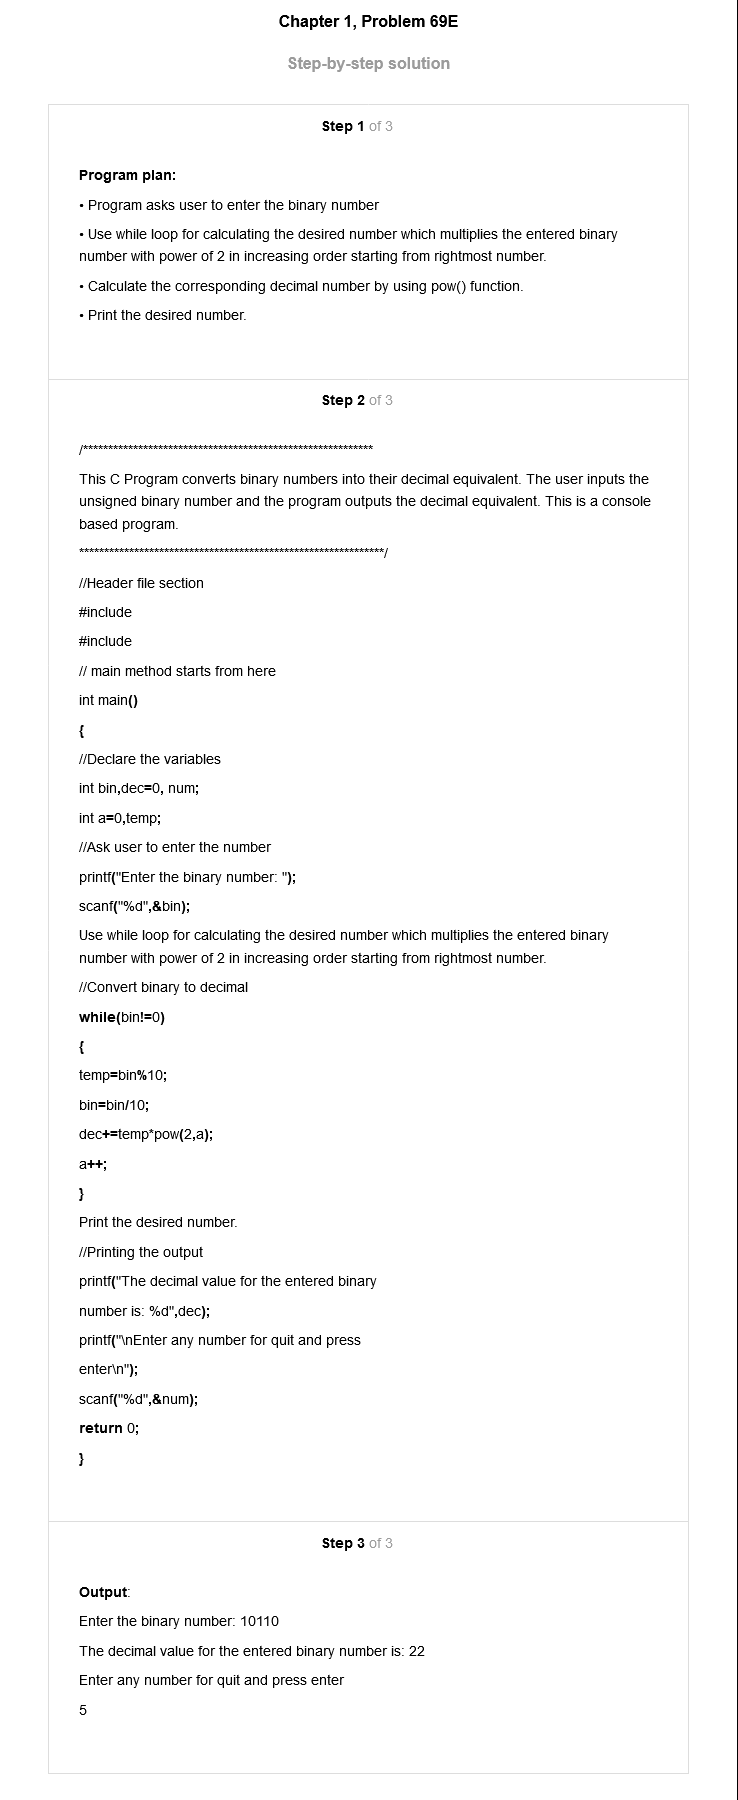 Chapter 1, Problem 69E
Step-by-step solution
Step 1 of 3
Program plan:
• Program asks user to enter the binary number
• Use while loop for calculating the desired number which multiplies the entered binary
number with power of 2 in increasing order starting from rightmost number.
• Calculate the corresponding decimal number by using pow() function.
• Print the desired number.
Step 2 of 3
/**********************************************************
This C Program converts binary numbers into their decimal equivalent. The user inputs the
unsigned binary number and the program outputs the decimal equivalent. This is a console
based program.
*************************************************************/
//Header file section
#include
#include
// main method starts from here
int main()
{
//Declare the variables
int bin,dec=0, num;
int a=0,temp;
//Ask user to enter the number
printf("Enter the binary number: ");
scanf("%d",&bin);
Use while loop for calculating the desired number which multiplies the entered binary
number with power of 2 in increasing order starting from rightmost number.
//Convert binary to decimal
while(bin!=0)
{
temp=bin%10;
bin=bin/10;
dec+=temp*pow(2,a);
a++;
}
Print the desired number.
//Printing the output
printf("The decimal value for the entered binary
number is: %d",dec);
printf("\nEnter any number for quit and press
enter\n");
scanf("%d",&num);
return 0;
}
Step 3 of 3
Output:
Enter the binary number: 10110
The decimal value for the entered binary number is: 22
Enter any number for quit and press enter
5